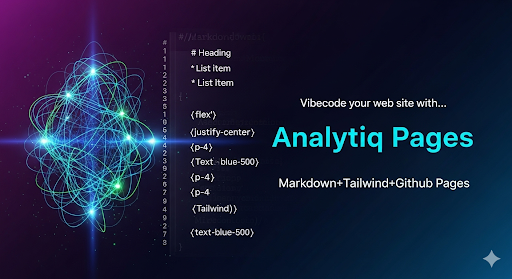 # Heading
* List item
* List Item
{flex'}
{justify-center}
{p-4}
{Text.-blue-500)
{p-4}
{p-4
{Tailwind)}
{text-blue-500)}
Vibecode your web site with...
Analytiq Pages
Markdown+Tailwind+Github Pages